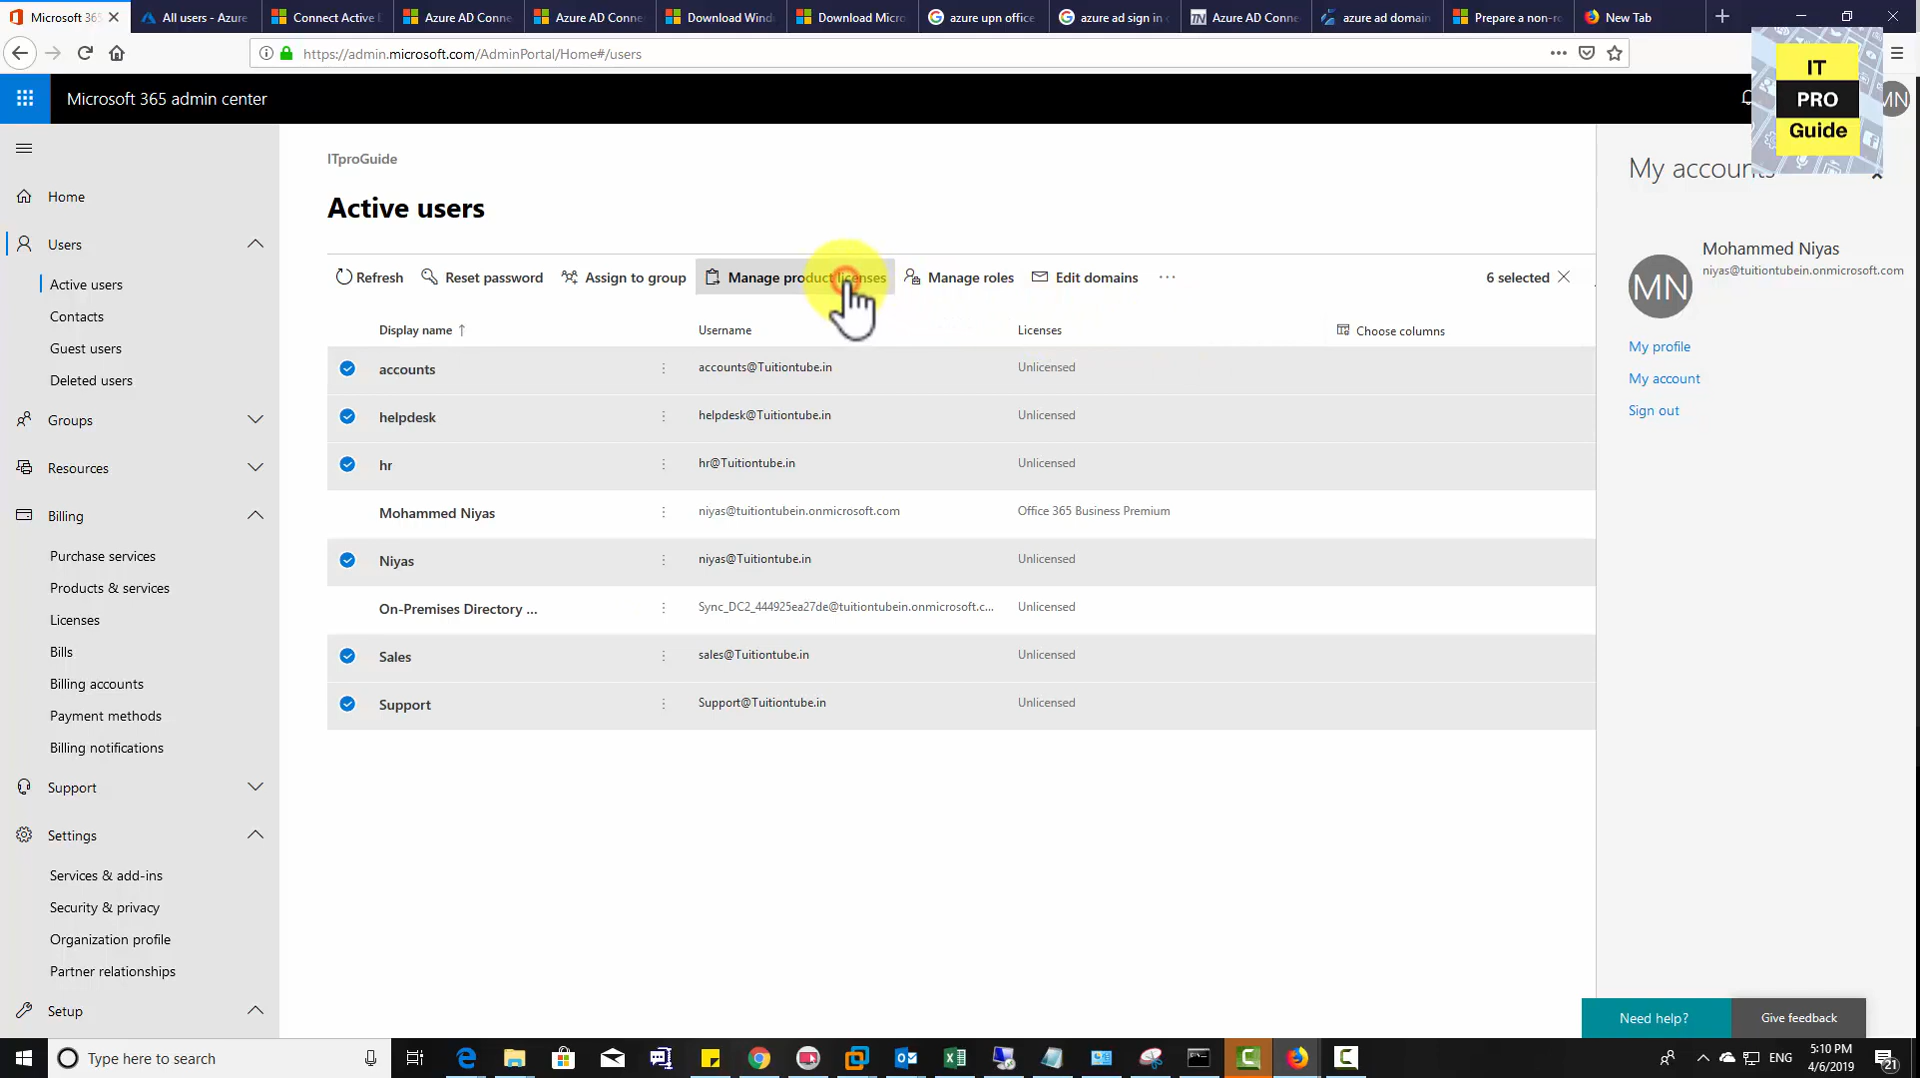 Microsoft 36
All users - Azure
Connect Active
Azure AD Conne
Azure AD Conne
Download Wind
Download Micro
azure upn office
azure ad sign in
Azure AD Conne
azure ad domain
Prepare a non-ro
New Tab
https://admin.microsoft.com/AdminPortal/Home#/users
Microsoft 365 admin center
MN
IT
PRO
Guide
Home
Users
Active users
Contacts
Guest users
Deleted users
Groups
Resources
Billing
Purchase services
Products & services
Licenses
Bills
Billing accounts
Payment methods
Billing notifications
Support
Settings
Services & add-ins
Security & privacy
Organization profile
Partner relationships
Setup
ITproGuide
Active users
Refresh Reset password Assign to group Manage product licenses Manage roles Edit domains ··· 6 selected
Display name ↑ Username Licenses Choose columns
accounts accounts@Tuitiontube.in Unlicensed
helpdesk helpdesk@Tuitiontube.in Unlicensed
hr hr@Tuitiontube.in Unlicensed
Mohammed Niyas niyas@tuitiontubein.onmicrosoft.com Office 365 Business Premium
Niyas niyas@Tuitiontube.in Unlicensed
On-Premises Directory ... Sync_DC2_444925ea27de@tuitiontubein.onmicrosoft.c... Unlicensed
Sales sales@Tuitiontube.in Unlicensed
Support Support@Tuitiontube.in Unlicensed
My accounts
MN
Mohammed Niyas
niyas@tuitiontubein.onmicrosoft.com
My profile
My account
Sign out
Need help?
Give feedback
Type here to search
ENG
5:10 PM
4/6/2019
21